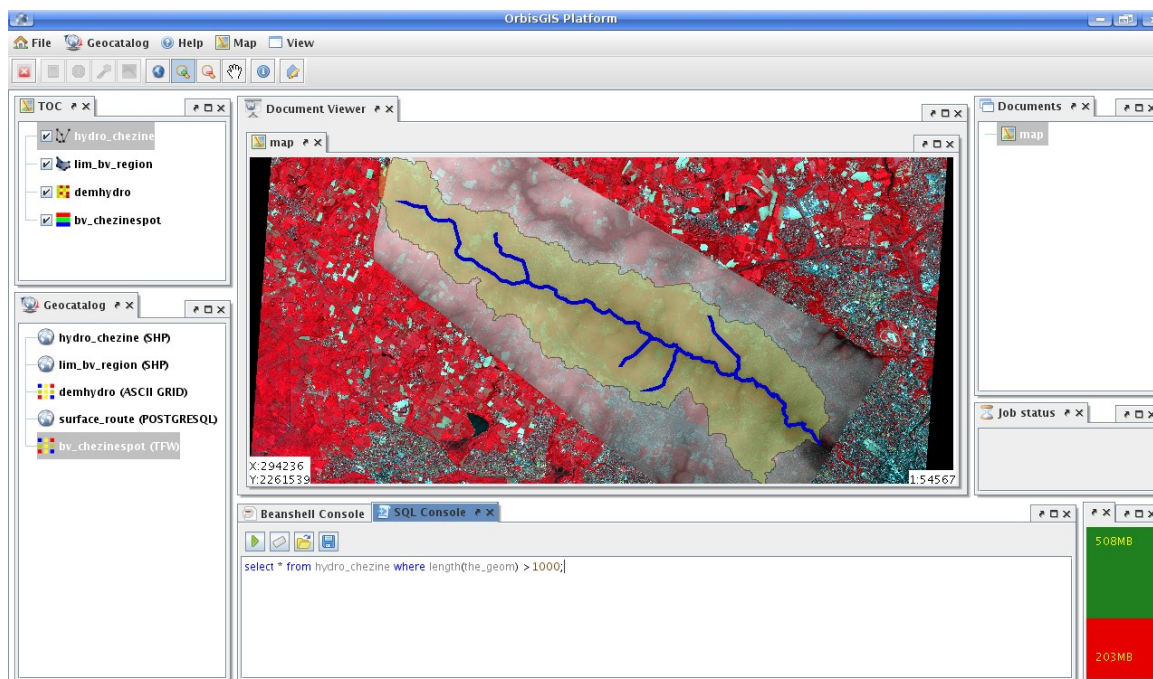 OrbisGIS Platform
File Geocatalog Help Map View
TOC
hydro_chezine
lim_bv_region
demhydro
bv_chezinespot
Geocatalog
hydro_chezine (SHP)
lim_bv_region (SHP)
demhydro (ASCII GRID)
surface_route (POSTGRESQL)
bv_chezinespot (TFW)
Document Viewer
map
X:294236
Y:2261539
1:54567
Beanshell Console SQL Console
select * from hydro_chezine where length(the_geom) > 1000;
Documents
map
Job status
508MB
203MB